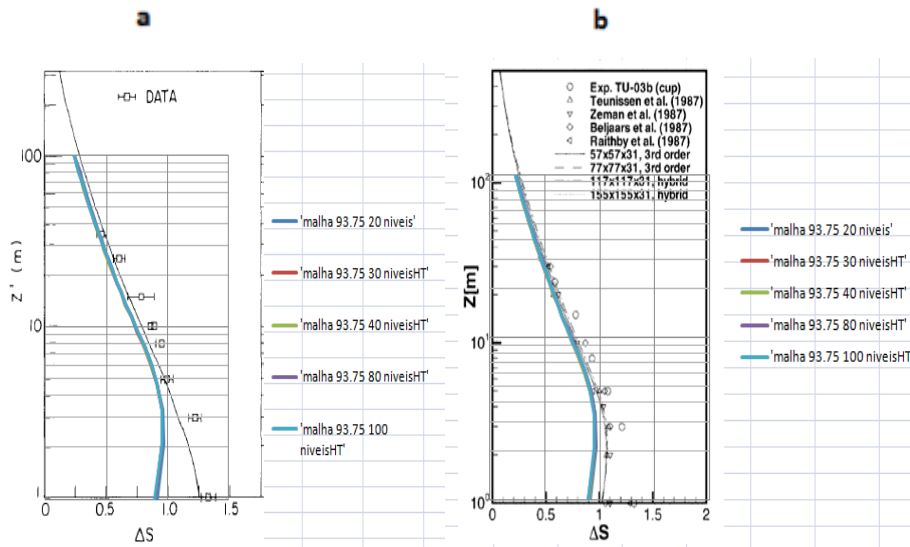 a
DATA
100
10
1
Z' (m)
0
0.5
1.0
1.5
ΔS
'malha 93.75 20 niveis'
'malha 93.75 30 niveisHT'
'malha 93.75 40 niveisHT'
'malha 93.75 80 niveisHT'
'malha 93.75 100
niveisHT'
b
Exp. TU-03b (cup)
Teunissen et al. (1987)
Zeman et al. (1987)
Beljaars et al. (1987)
Raithby et al. (1987)
57x57x31, 3rd order
77x77x31, 3rd order
117x117x31, hybrid
155x155x31, hybrid
10²
10¹
10⁰
Z[m]
0
0.5
1
1.5
2
ΔS
'malha 93.75 20 niveis'
'malha 93.75 30 niveisHT'
'malha 93.75 40 niveisHT'
'malha 93.75 80 niveisHT'
'malha 93.75 100 niveisHT